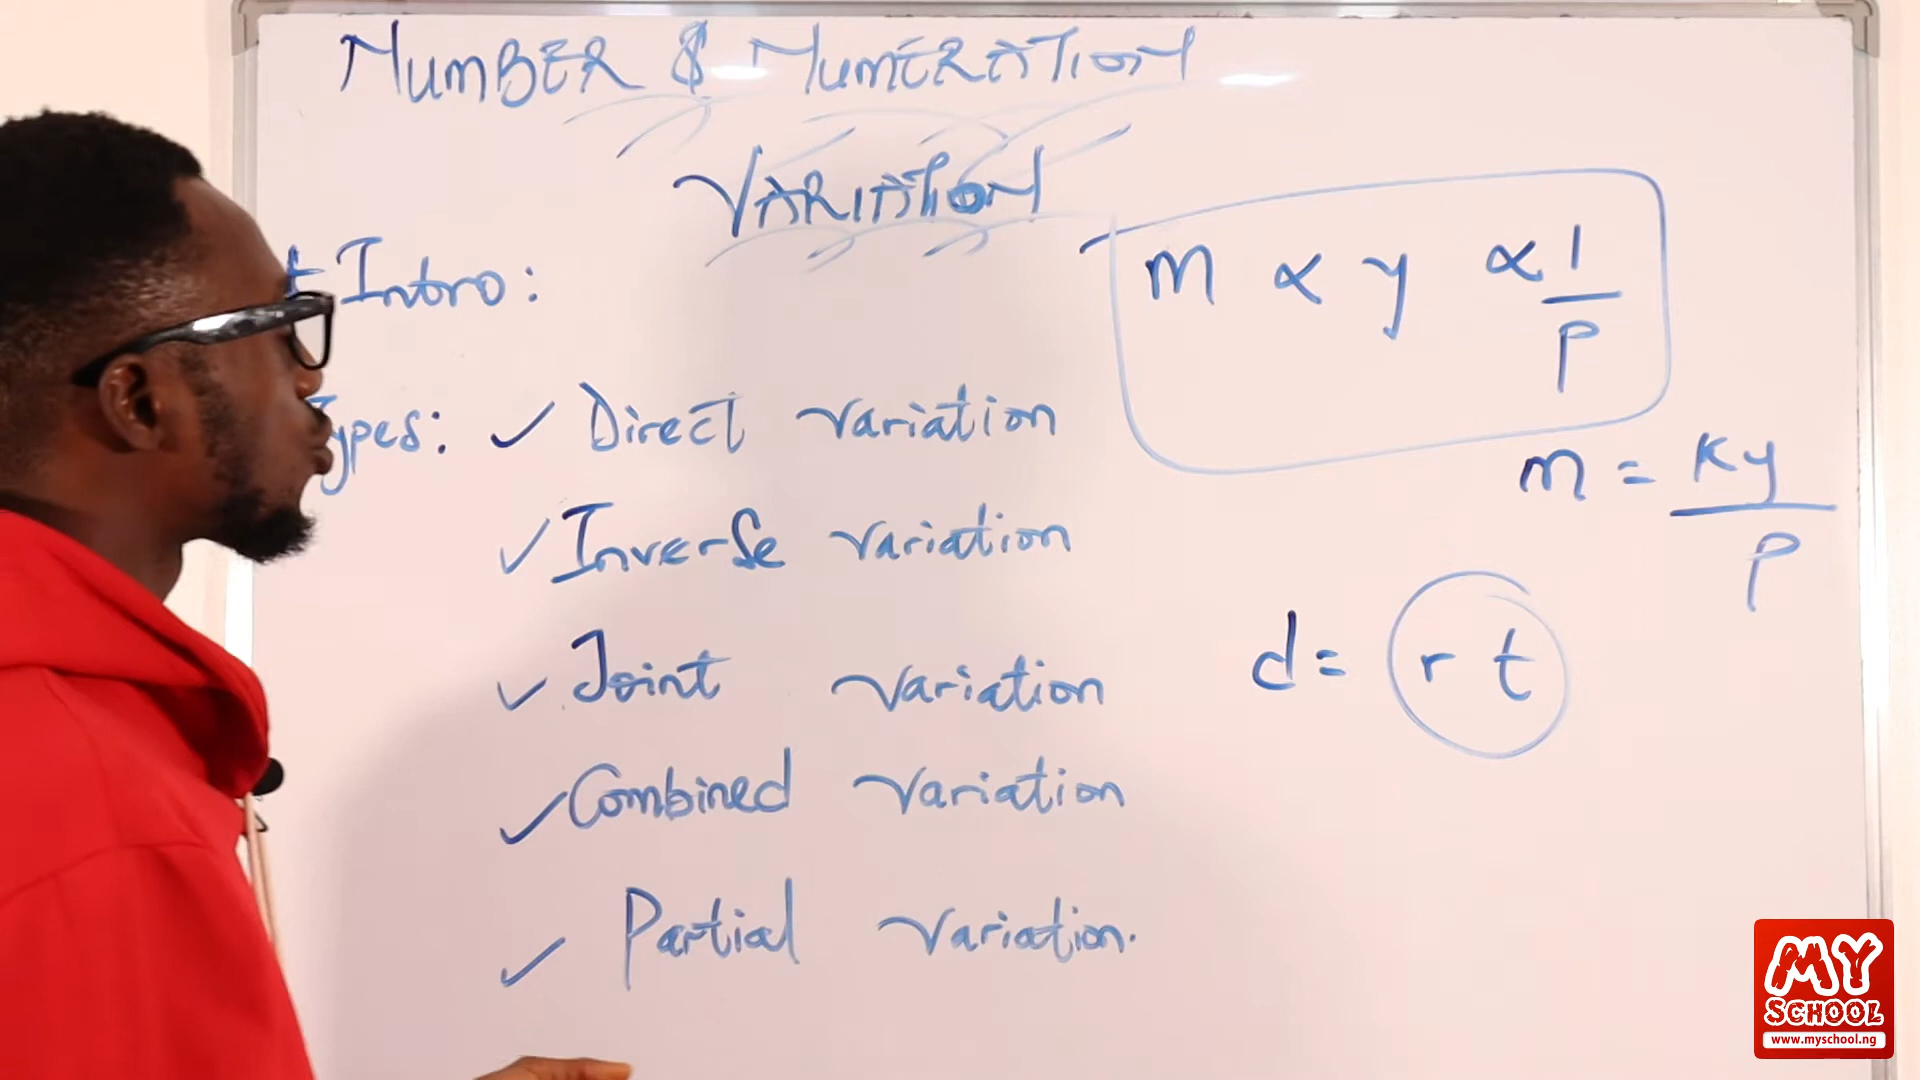 NUMBER & NUMERATION
VARIATION
Intro:
Types: ✓ Direct variation
✓ Inverse variation
✓ Joint variation
✓ Combined variation
✓ Partial variation.
m ∝ y ∝ 1/p
m = ky/p
d = r t
MY
SCHOOL
www.myschool.ng